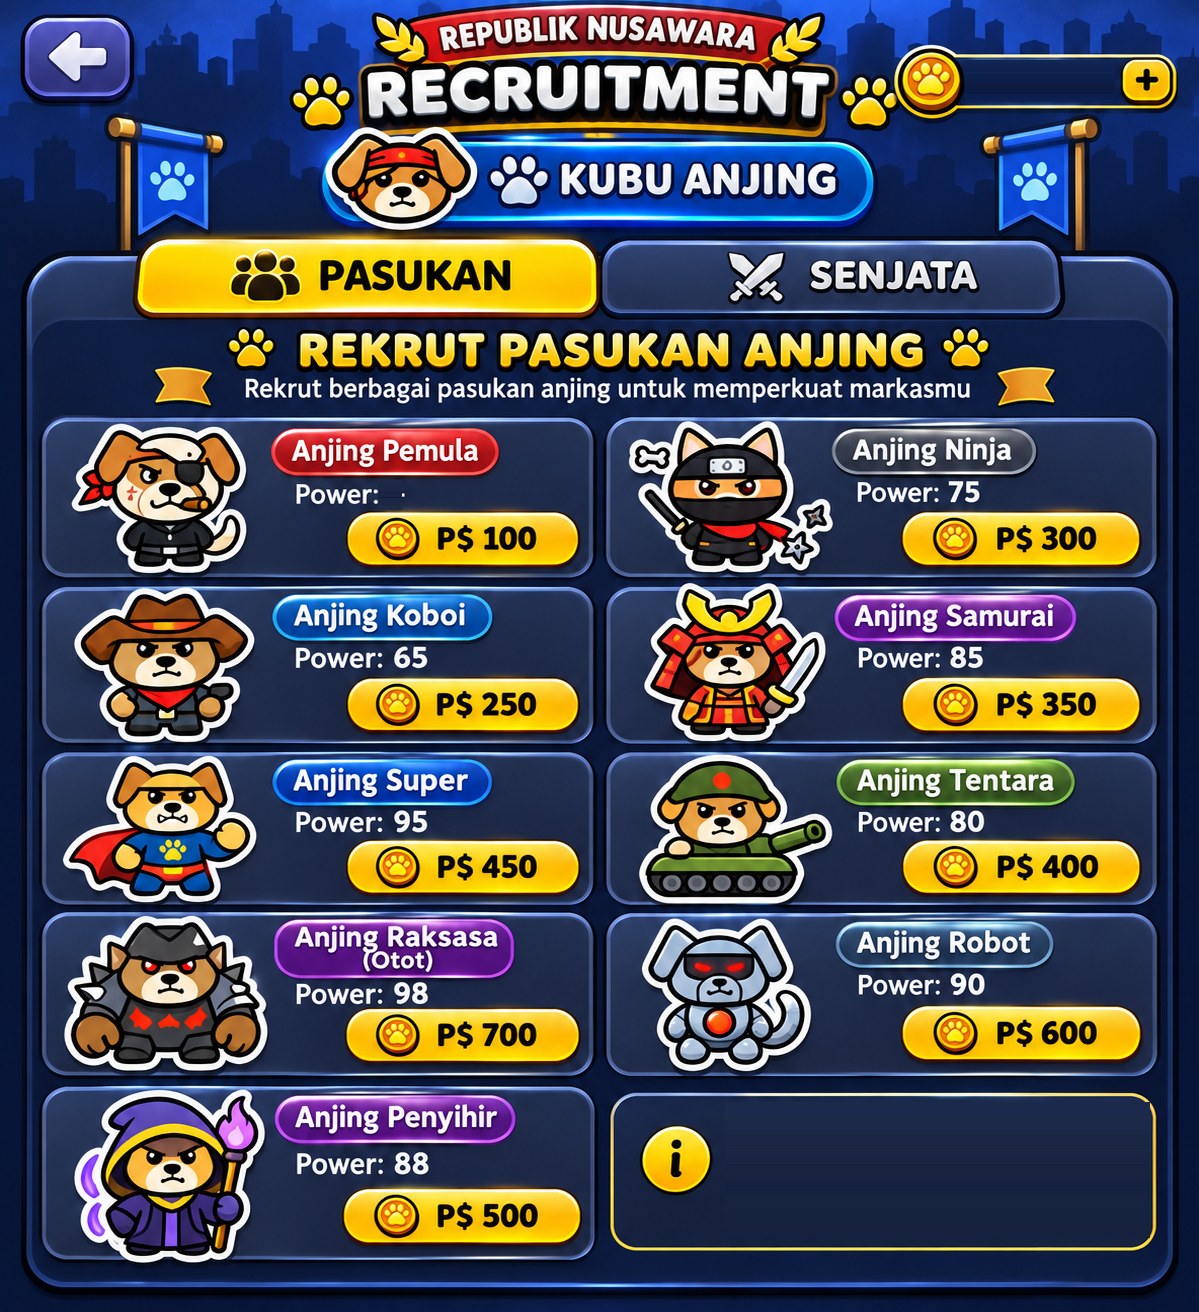 REPUBLIK NUSAWARA
RECRUITMENT
+
KUBU ANJING
PASUKAN
SENJATA
REKRUT PASUKAN ANJING
Rekrut berbagai pasukan anjing untuk memperkuat markasmu
Anjing Pemula
Power:
P$ 100
Anjing Ninja
Power: 75
P$ 300
Anjing Koboi
Power: 65
P$ 250
Anjing Samurai
Power: 85
P$ 350
Anjing Super
Power: 95
P$ 450
Anjing Tentara
Power: 80
P$ 400
Anjing Raksasa
(Otot)
Power: 98
P$ 700
Anjing Robot
Power: 90
P$ 600
Anjing Penyihir
Power: 88
P$ 500
i